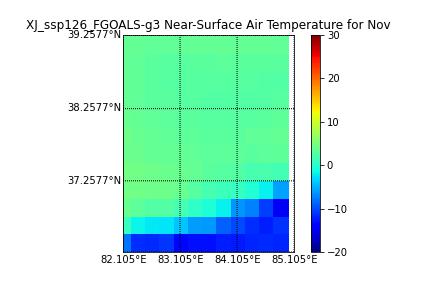 XJ_ssp126_FGOALS-g3 Near-Surface Air Temperature for Nov
39.2577°N
38.2577°N
37.2577°N
82.105°E 83.105°E 84.105°E 85.105°E
30
20
10
0
−10
−20